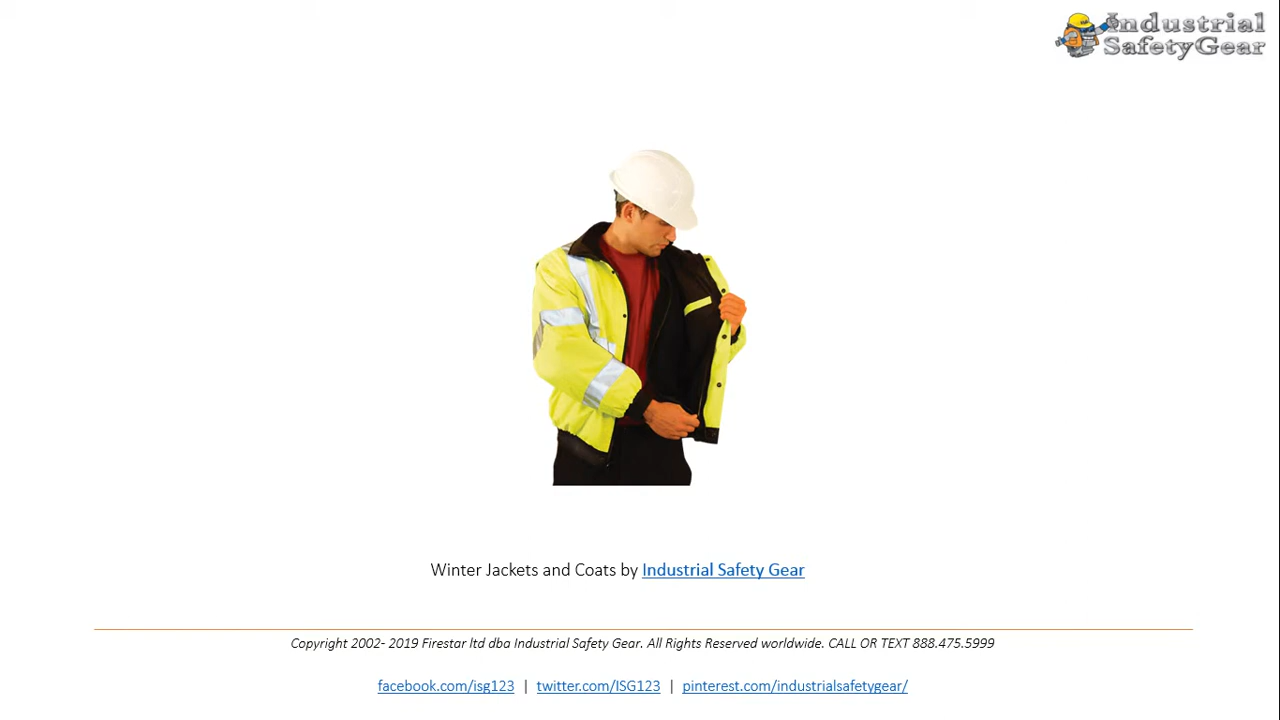 Industrial
SafetyGear
Winter Jackets and Coats by Industrial Safety Gear
Copyright 2002- 2019 Firestar ltd dba Industrial Safety Gear. All Rights Reserved worldwide. CALL OR TEXT 888.475.5999
facebook.com/isg123 | twitter.com/ISG123 | pinterest.com/industrialsafetygear/